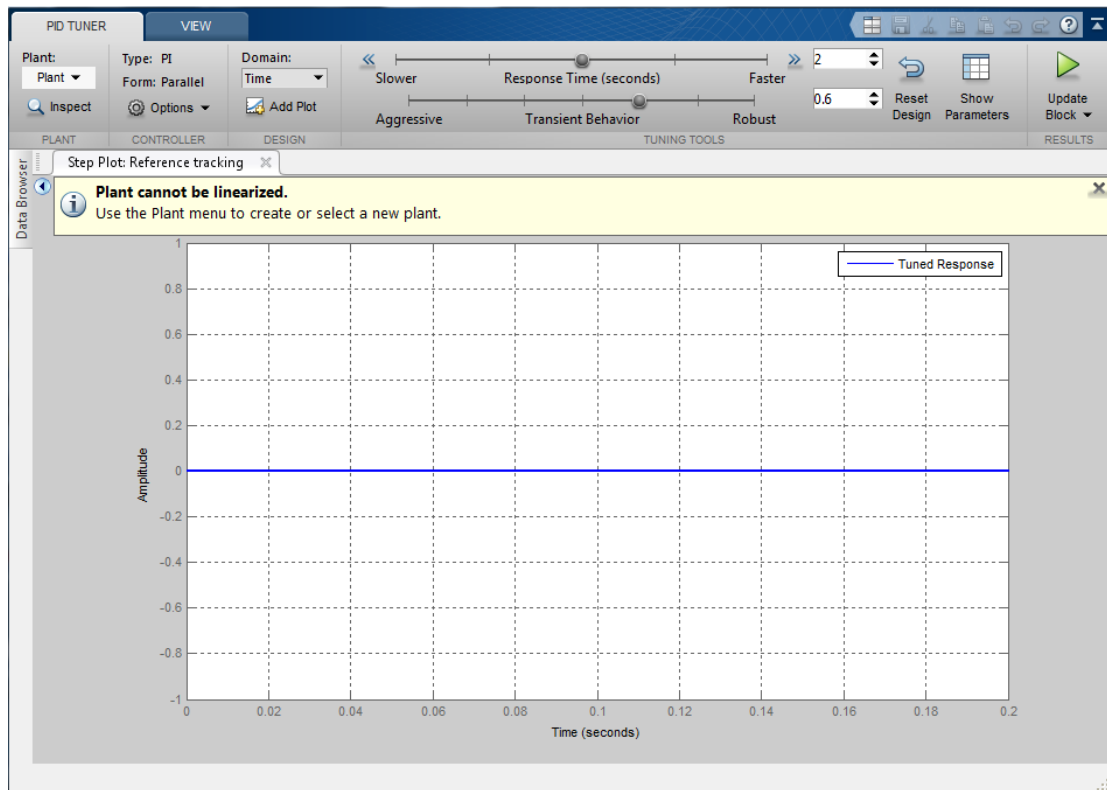 PID TUNER
VIEW
Plant:
Plant
Inspect
PLANT
Type: PI
Form: Parallel
Options
CONTROLLER
Domain:
Time
Add Plot
DESIGN
Slower
Response Time (seconds)
Faster
2
Aggressive
Transient Behavior
Robust
0.6
Reset
Design
Show
Parameters
TUNING TOOLS
Update
Block
RESULTS
Data Browser
Step Plot: Reference tracking
Plant cannot be linearized.
Use the Plant menu to create or select a new plant.
Tuned Response
1
0.8
0.6
0.4
0.2
0
-0.2
-0.4
-0.6
-0.8
-1
Amplitude
0
0.02
0.04
0.06
0.08
0.1
0.12
0.14
0.16
0.18
0.2
Time (seconds)